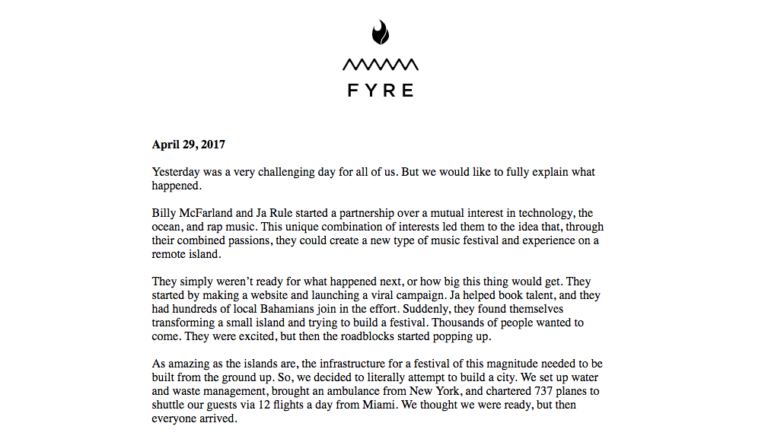 FYRE
April 29, 2017
Yesterday was a very challenging day for all of us. But we would like to fully explain what
happened.
Billy McFarland and Ja Rule started a partnership over a mutual interest in technology, the
ocean, and rap music. This unique combination of interests led them to the idea that, through
their combined passions, they could create a new type of music festival and experience on a
remote island.
They simply weren’t ready for what happened next, or how big this thing would get. They
started by making a website and launching a viral campaign. Ja helped book talent, and they
had hundreds of local Bahamians join in the effort. Suddenly, they found themselves
transforming a small island and trying to build a festival. Thousands of people wanted to
come. They were excited, but then the roadblocks started popping up.
As amazing as the islands are, the infrastructure for a festival of this magnitude needed to be
built from the ground up. So, we decided to literally attempt to build a city. We set up water
and waste management, brought an ambulance from New York, and chartered 737 planes to
shuttle our guests via 12 flights a day from Miami. We thought we were ready, but then
everyone arrived.